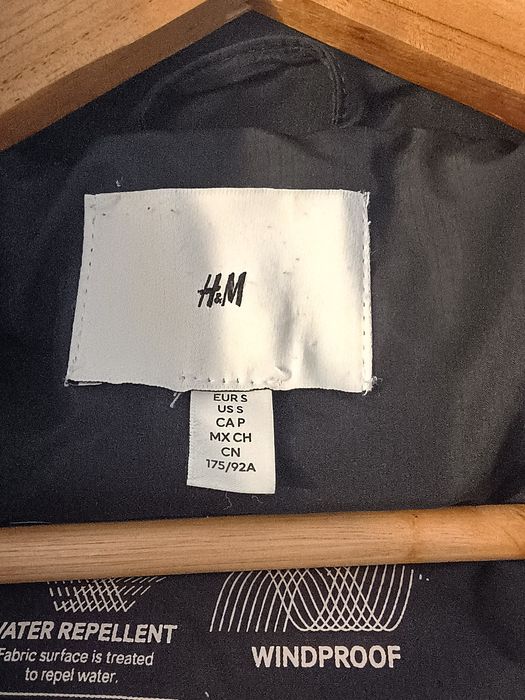 H&M
EUR S
US S
CA P
MX CH
CN
175/92A
WATER REPELLENT
Fabric surface is treated
to repel water.
WINDPROOF